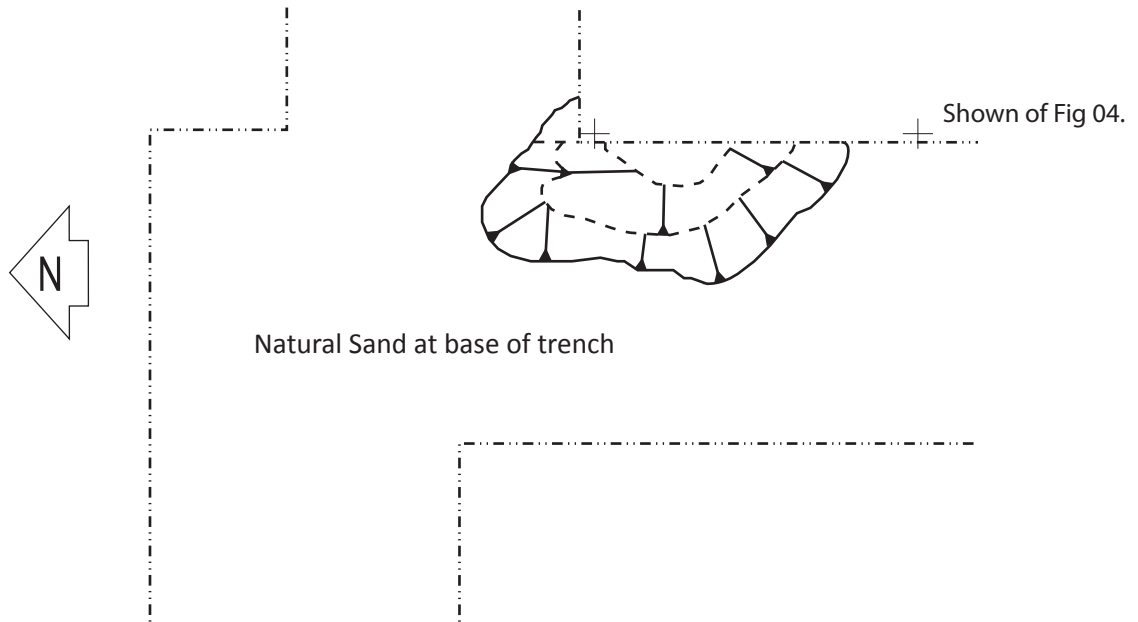 Shown of Fig 04.
N
Natural Sand at base of trench